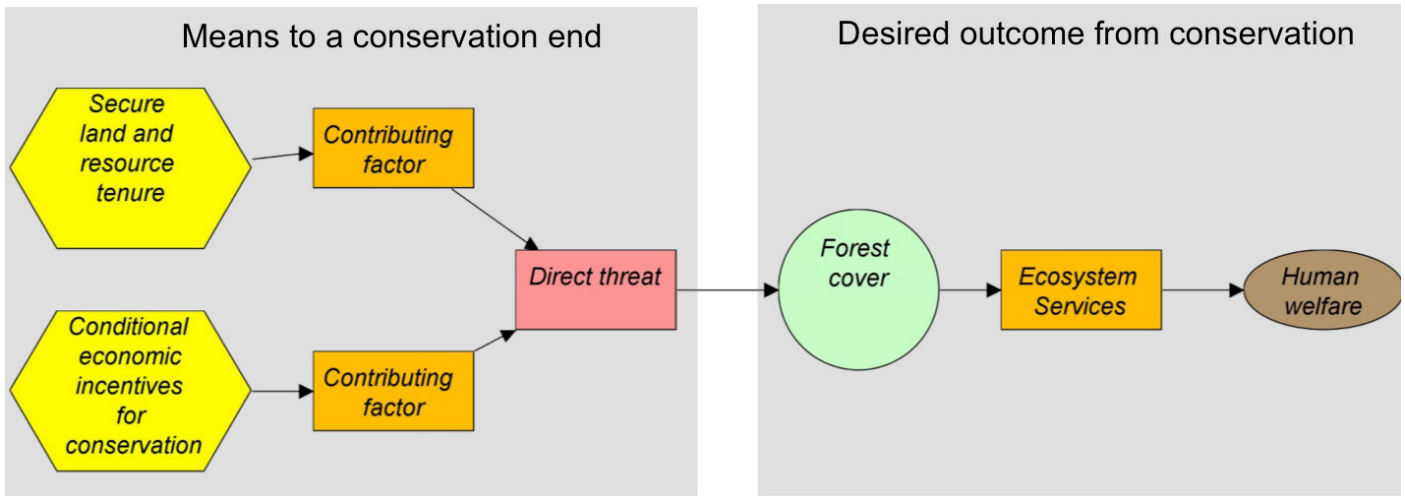 Means to a conservation end
Secure
land and
resource
tenure
Contributing
factor
Direct threat
Conditional
economic
incentives
for
conservation
Contributing
factor
Desired outcome from conservation
Forest
cover
Ecosystem
Services
Human
welfare